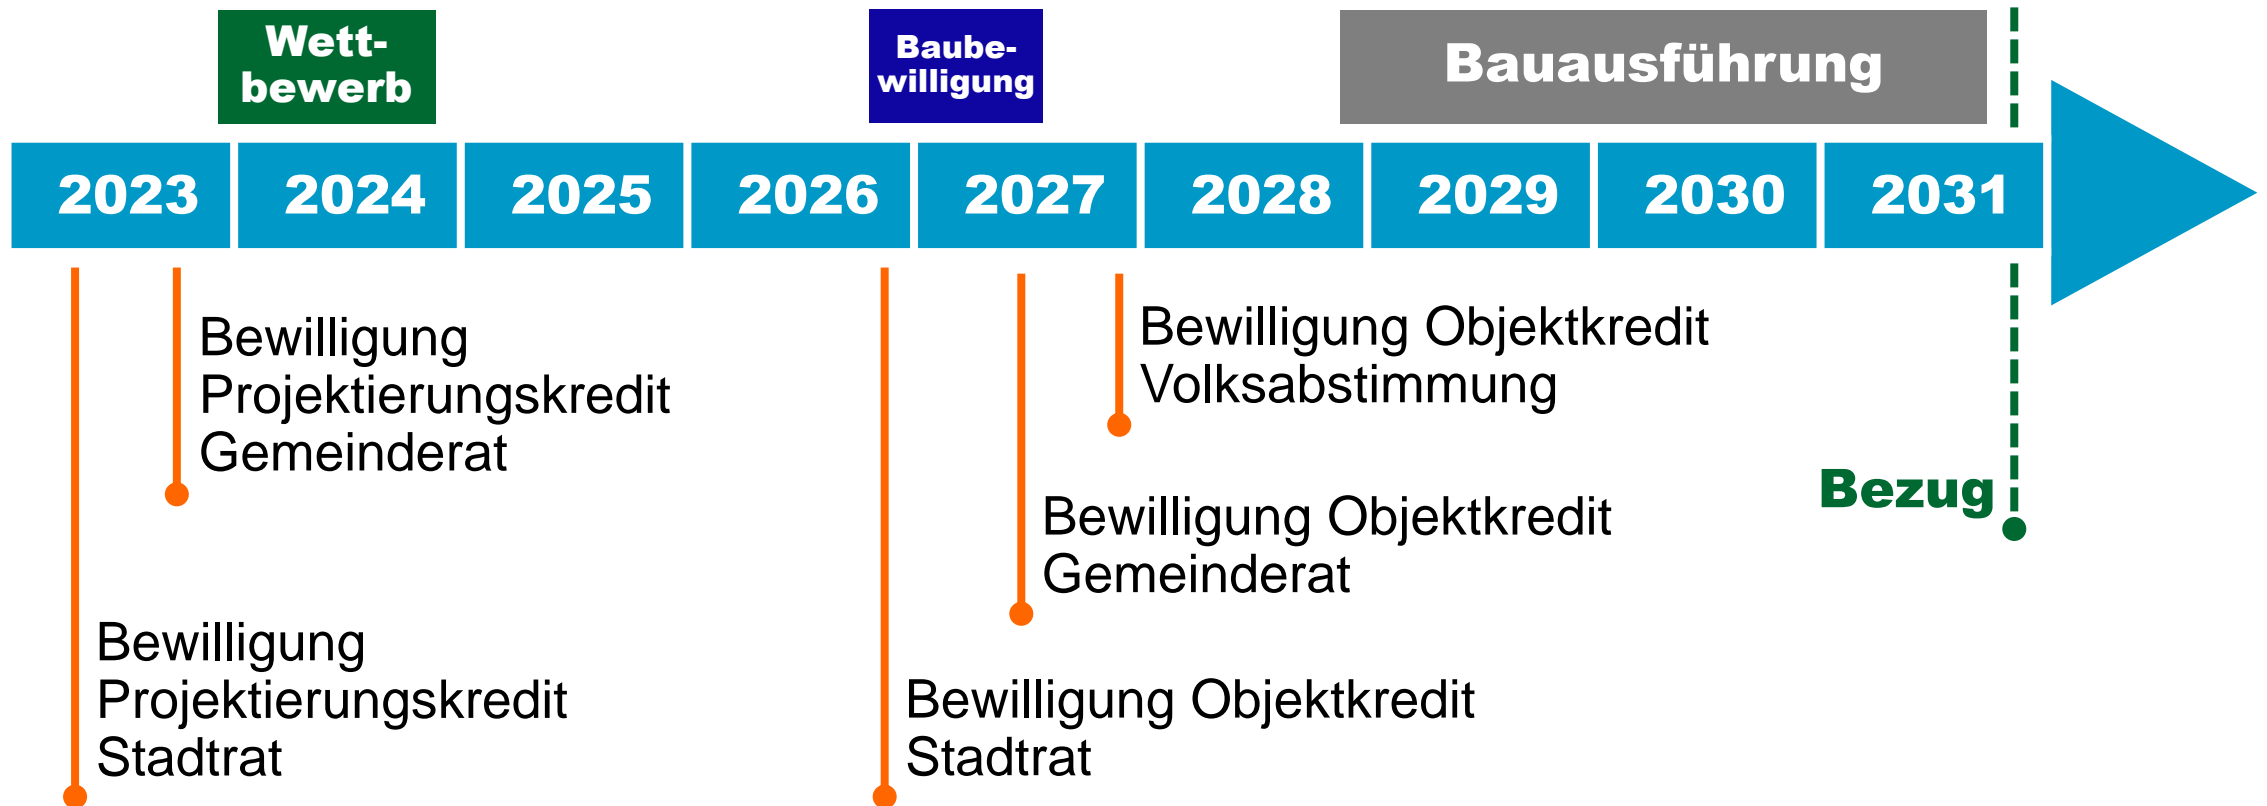 Wett-
bewerb
Baube-
willigung
Bauausführung
2023 2024 2025 2026 2027 2028 2029 2030 2031
Bewilligung
Projektierungskredit
Gemeinderat
Bewilligung Objektkredit
Volksabstimmung
Bezug
Bewilligung Objektkredit
Gemeinderat
Bewilligung
Projektierungskredit
Stadtrat
Bewilligung Objektkredit
Stadtrat